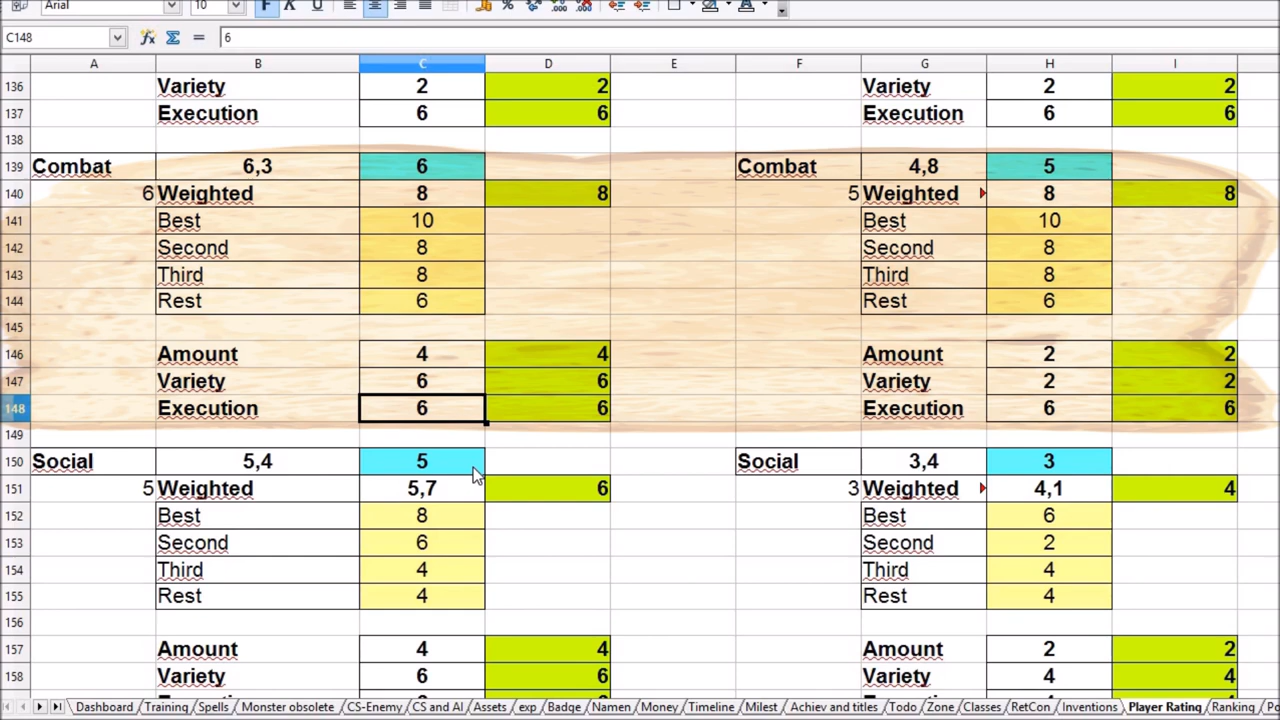 Arial 10 F K U
C148 6
A B C D E F G H I
136 Variety 2 2 Variety 2 2
137 Execution 6 6 Execution 6 6
138
139 Combat 6,3 6 Combat 4,8 5
140 6 Weighted 8 8 5 Weighted 8 8
141 Best 10 Best 10
142 Second 8 Second 8
143 Third 8 Third 8
144 Rest 6 Rest 6
145
146 Amount 4 4 Amount 2 2
147 Variety 6 6 Variety 2 2
148 Execution 6 6 Execution 6 6
149
150 Social 5,4 5 Social 3,4 3
151 5 Weighted 5,7 6 3 Weighted 4,1 4
152 Best 8 Best 6
153 Second 6 Second 2
154 Third 4 Third 4
155 Rest 4 Rest 4
156
157 Amount 4 4 Amount 2 2
158 Variety 6 6 Variety 4 4
Dashboard Training Spells Monster obsolete CS-Enemy CS and AI Assets exp Badge Namen Money Timeline Milest Achiev and titles Todo Zone Classes RetCon Inventions Player Rating Ranking